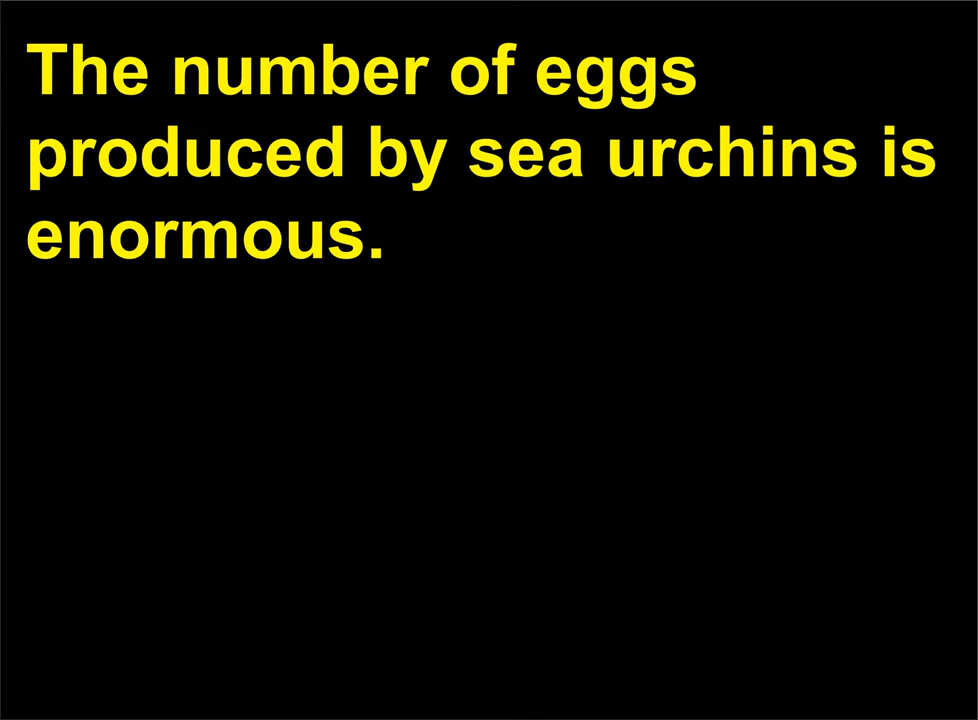 The number of eggs
produced by sea urchins is
enormous.